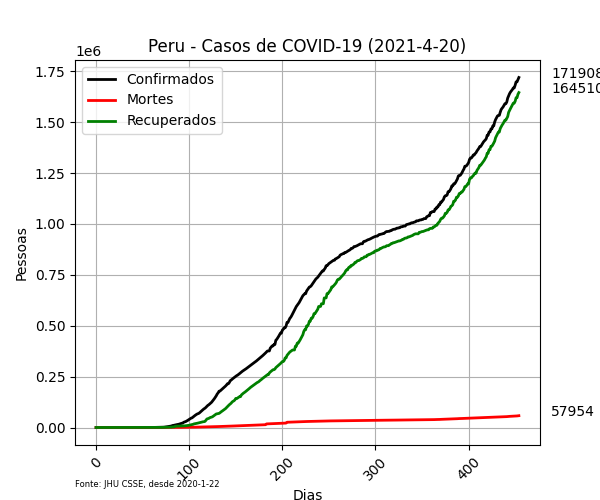 Peru - Casos de COVID-19 (2021-4-20)
1e6
Confirmados
Mortes
Recuperados
1.75
1.50
1.25
1.00
0.75
0.50
0.25
0.00
Pessoas
171908
164510
57954
0
100
200
300
400
Fonte: JHU CSSE, desde 2020-1-22
Dias